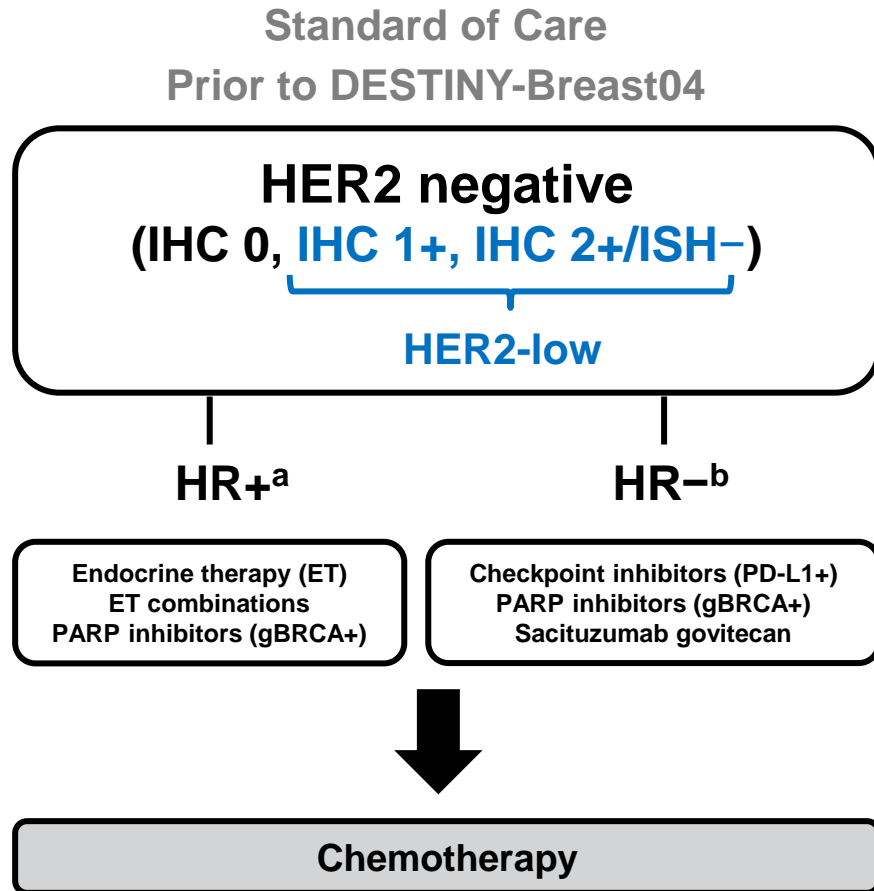 Standard of Care
Prior to DESTINY-Breast04
HER2 negative
(IHC 0, IHC 1+, IHC 2+/ISH−)
HER2-low
HR+ᵃ
HR−ᵇ
Endocrine therapy (ET)
ET combinations
PARP inhibitors (gBRCA+)
Checkpoint inhibitors (PD-L1+)
PARP inhibitors (gBRCA+)
Sacituzumab govitecan
Chemotherapy